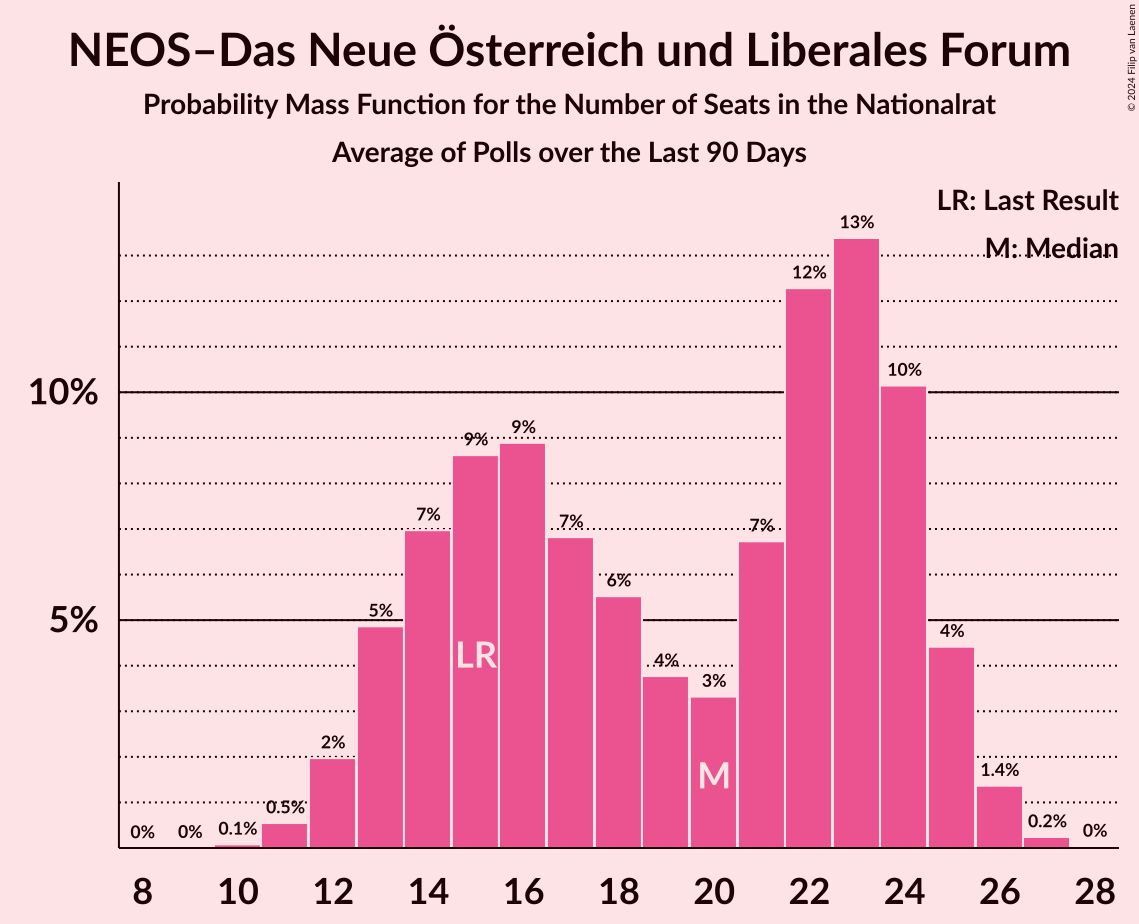 NEOS–Das Neue Österreich und Liberales Forum
Probability Mass Function for the Number of Seats in the Nationalrat
Average of Polls over the Last 90 Days
© 2024 Filip van Laenen
LR: Last Result
M: Median
13%
12%
10%
10%
9%
9%
7%
7%
7%
6%
5%
5%
4%
4%
3%
LR
M
2%
1.4%
0.5%
0.2%
0%
0%
0.1%
0%
8 10 12 14 16 18 20 22 24 26 28